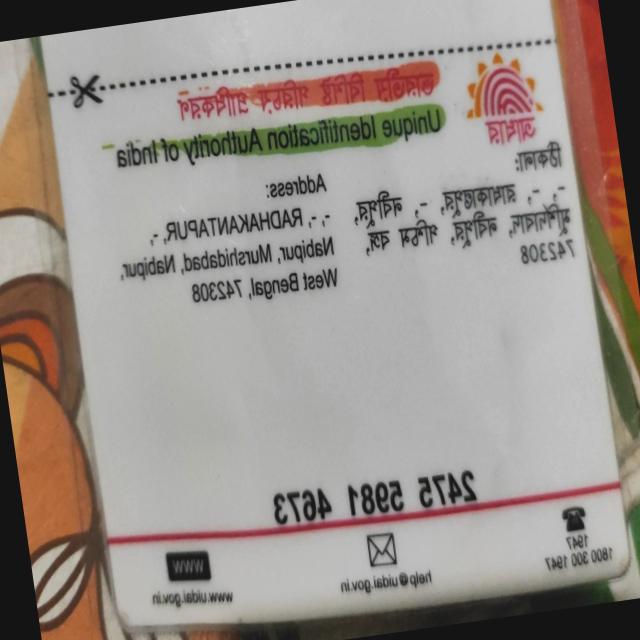 ভারতীয় বিশিষ্ট পরিচয় প্রাধিকরণ
Unique Identification Authority of India
আধার
ঠিকানা:
-, -, রাধাকান্তপুর, -, নবীপুর,
মুর্শিদাবাদ, নবীপুর, পশ্চিম বঙ্গ,
742308
Address:
-, -, RADHAKANTAPUR, -,
Nabipur, Murshidabad, Nabipur,
West Bengal, 742308
2475 5981 4673
1947
1800 300 1947
help@uidai.gov.in
www
www.uidai.gov.in